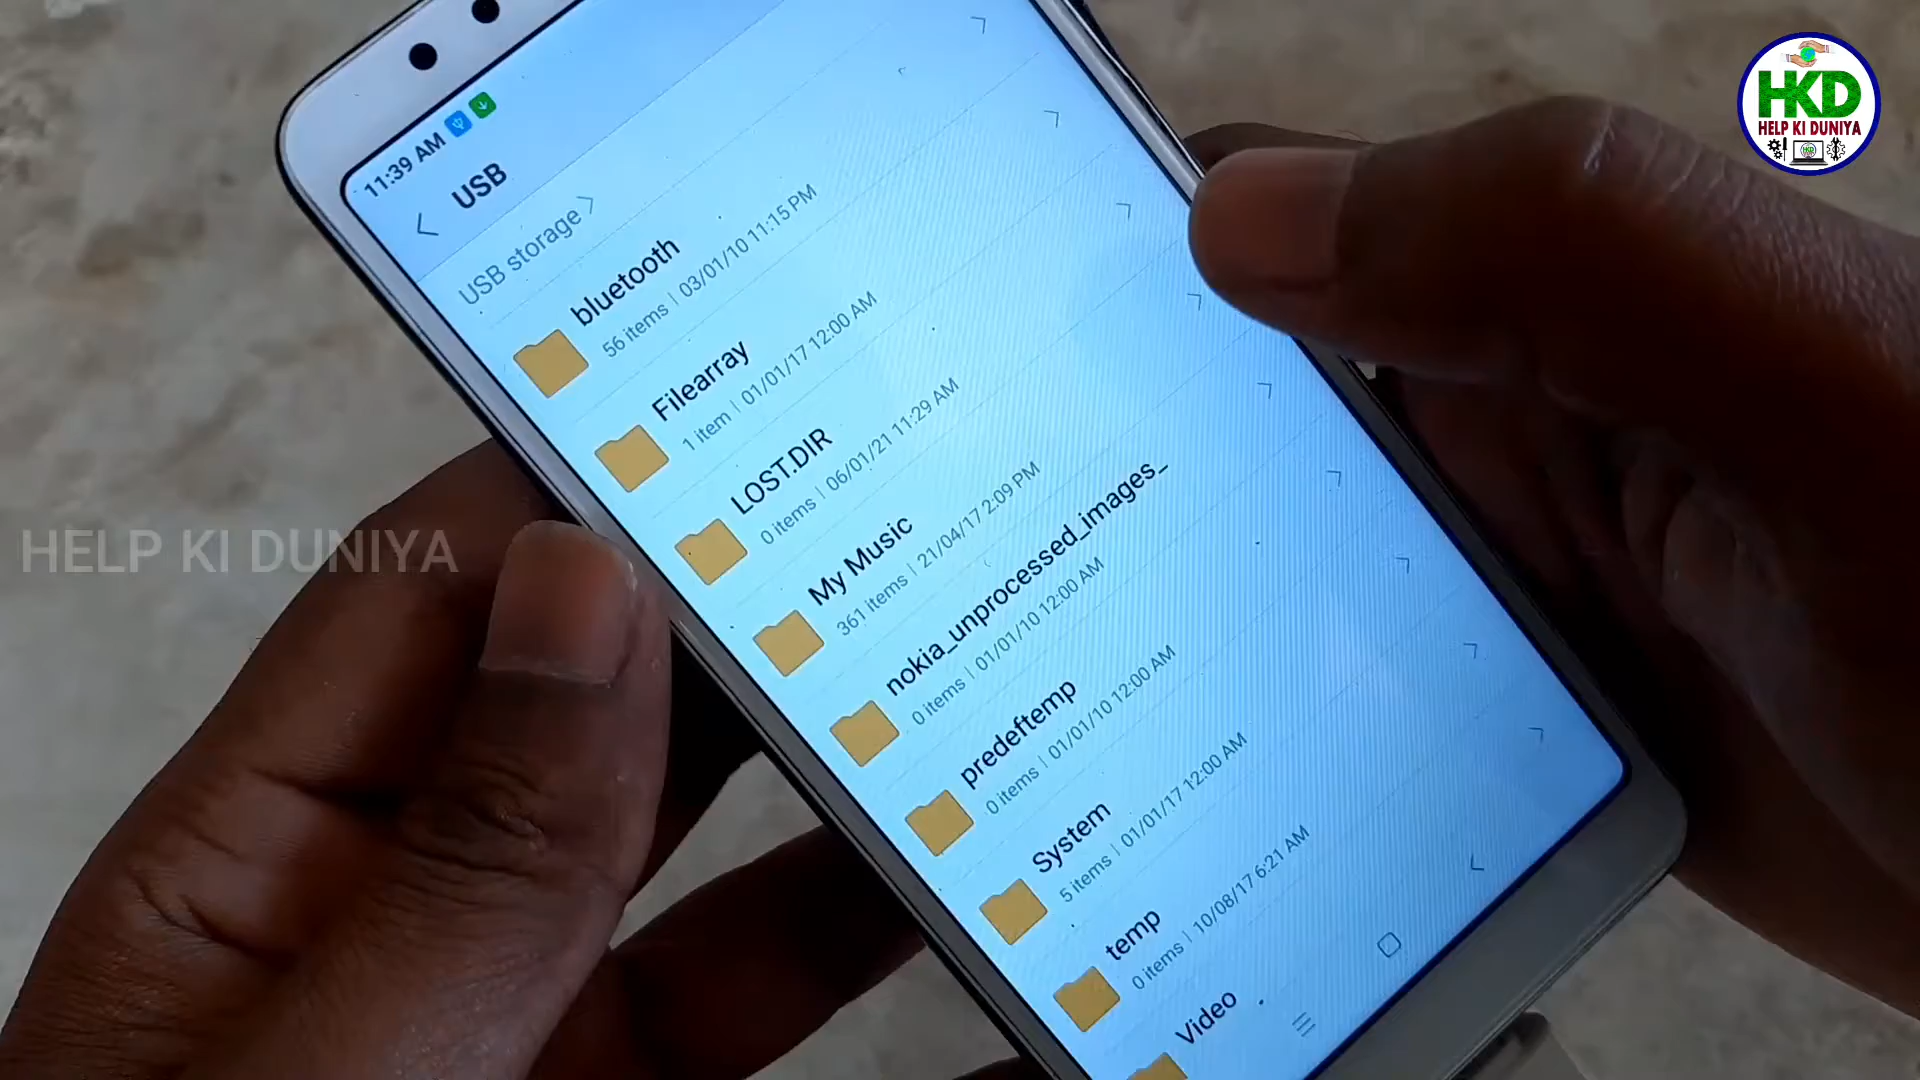 11:39 AM
USB
USB storage
bluetooth
56 items | 03/01/10 11:15 PM
Filearray
1 item | 01/01/17 12:00 AM
LOST.DIR
0 items | 06/01/21 11:29 AM
My Music
361 items | 21/04/17 2:09 PM
nokia_unprocessed_images_
0 items | 01/01/10 12:00 AM
predeftemp
0 items | 01/01/10 12:00 AM
System
5 items | 01/01/17 12:00 AM
temp
0 items | 10/08/17 6:21 AM
Video
HKD
HELP KI DUNIYA
HKD
HELP KI DUNIYA